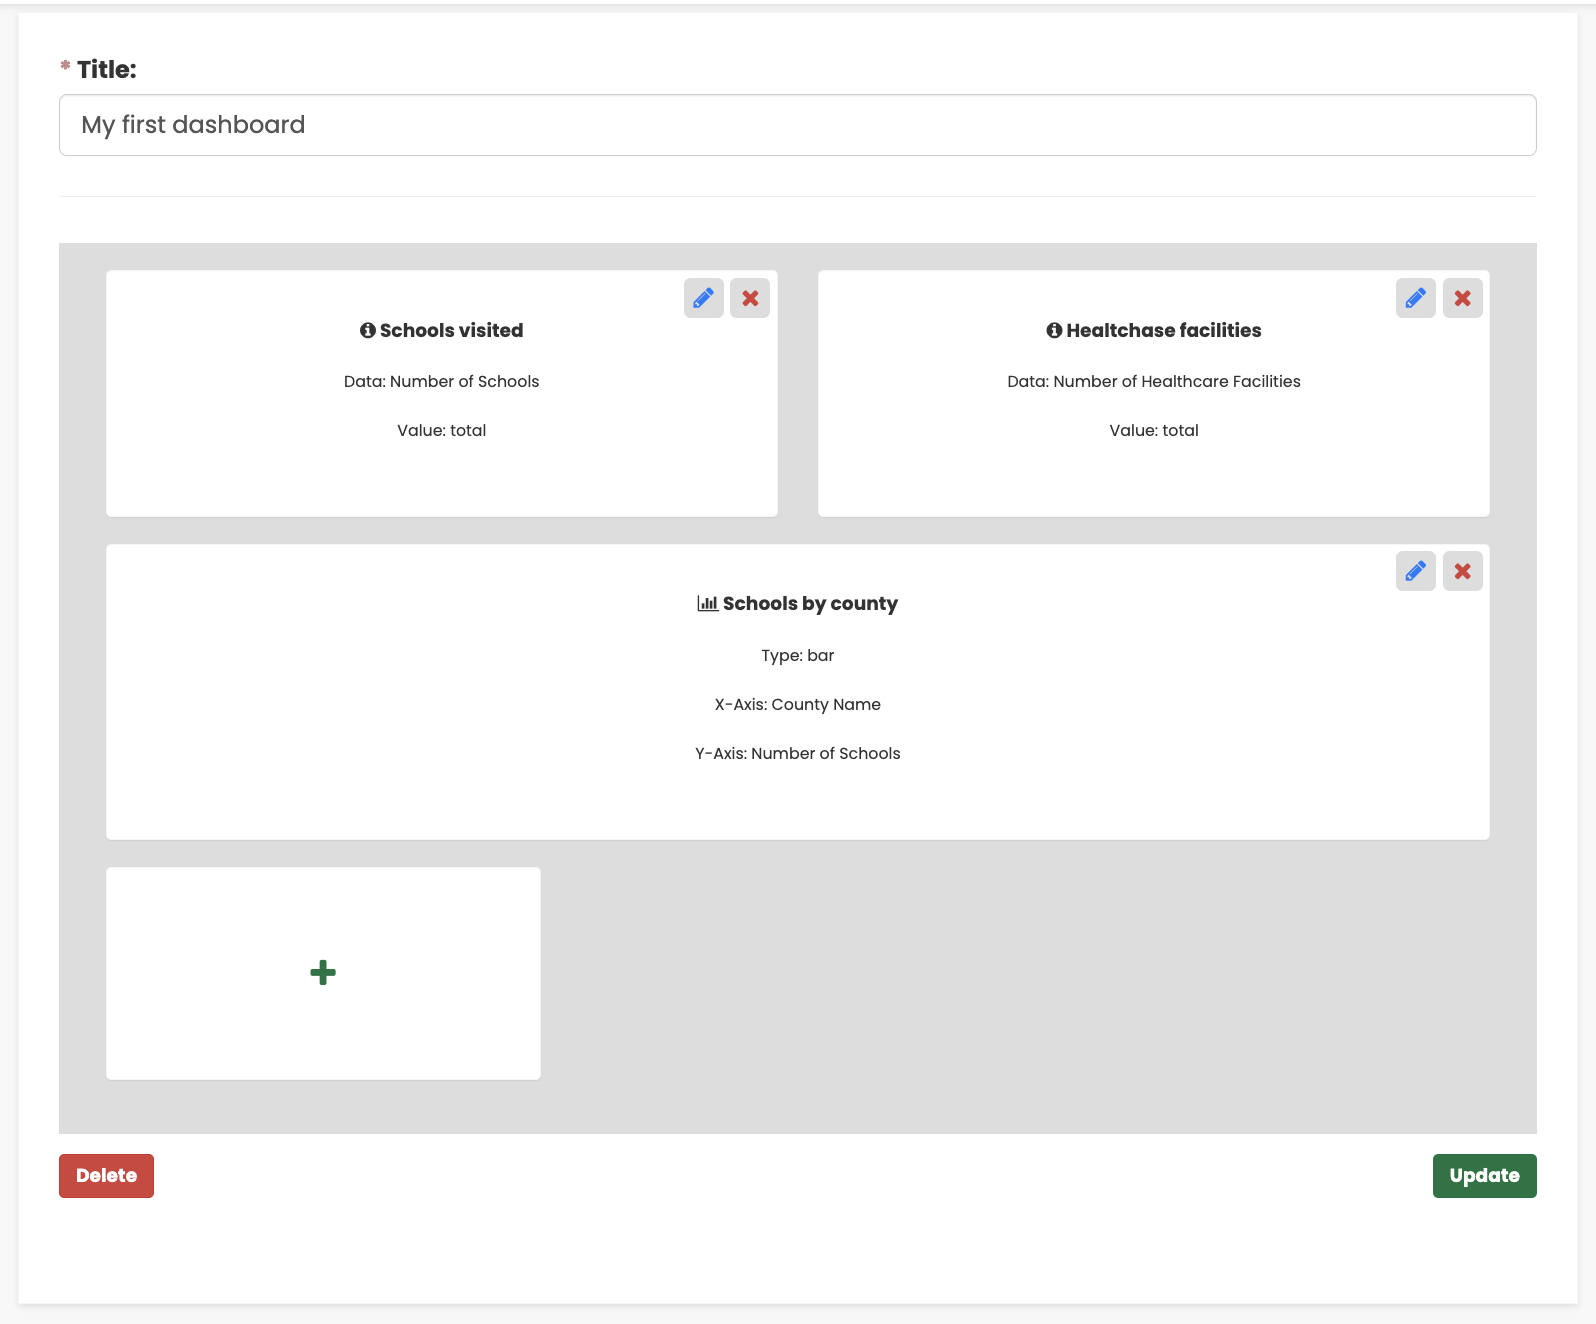 * Title:
My first dashboard
Schools visited
Data: Number of Schools
Value: total
Healtchase facilities
Data: Number of Healthcare Facilities
Value: total
Schools by county
Type: bar
X-Axis: County Name
Y-Axis: Number of Schools
Delete
Update